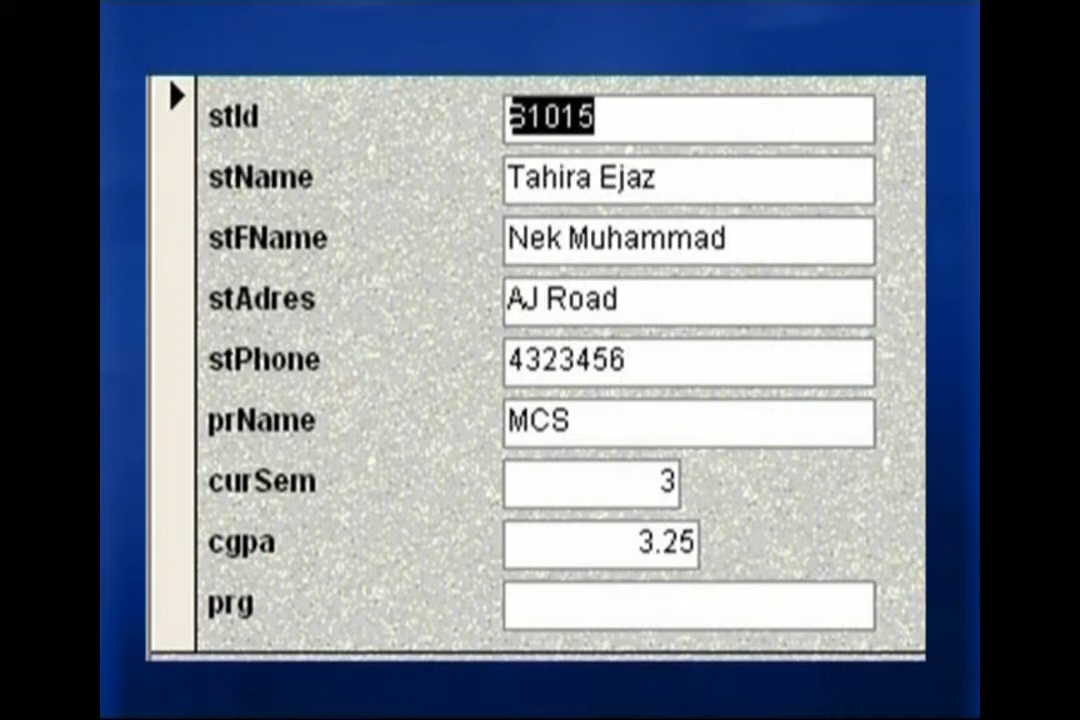 stId S1015
stName Tahira Ejaz
stFName Nek Muhammad
stAdres AJ Road
stPhone 4323456
prName MCS
curSem 3
cgpa 3.25
prg